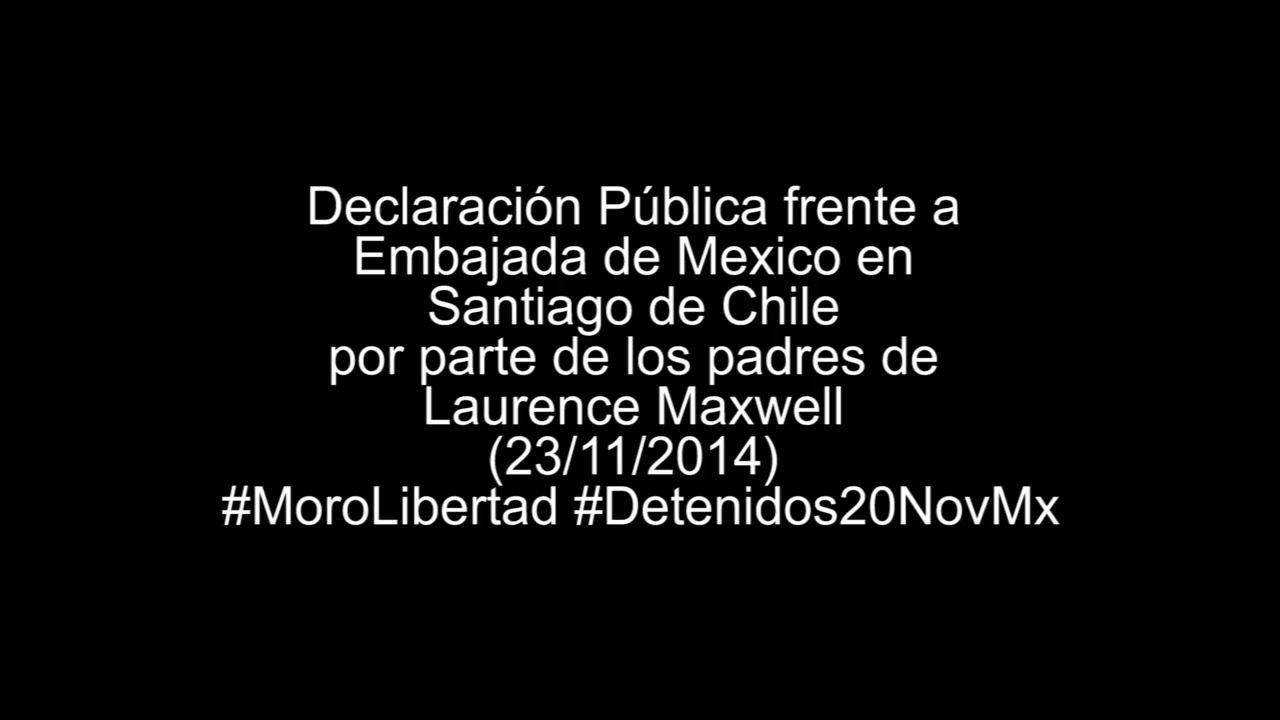 Declaración Pública frente a
Embajada de Mexico en
Santiago de Chile
por parte de los padres de
Laurence Maxwell
(23/11/2014)
#MoroLibertad #Detenidos20NovMx